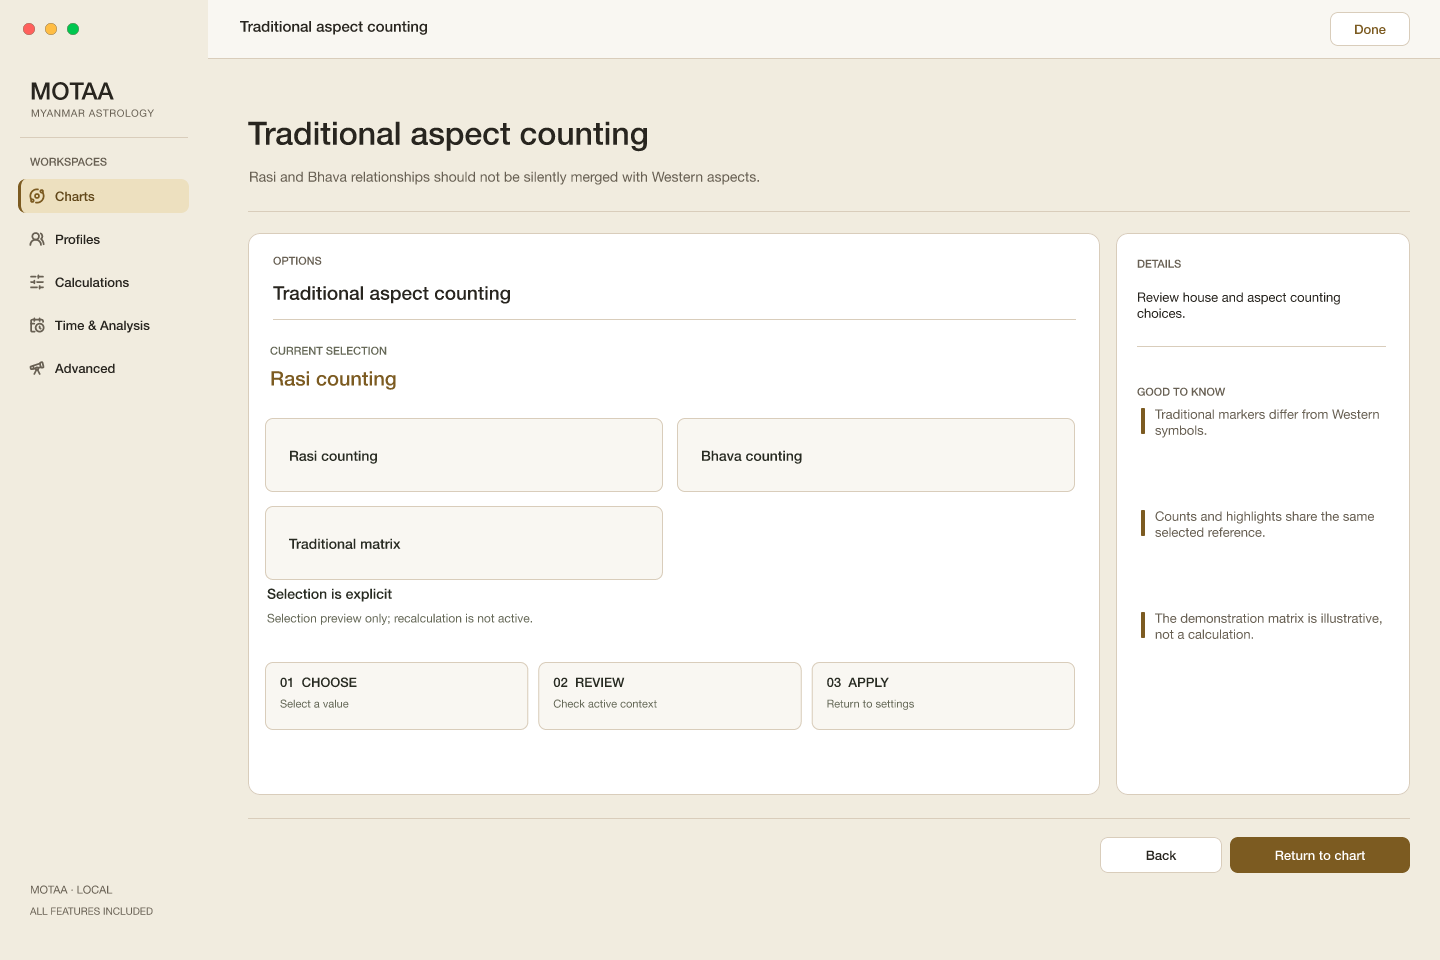 Traditional aspect counting
Done
MOTAA
MYANMAR ASTROLOGY
WORKSPACES
Charts
Profiles
Calculations
Time & Analysis
Advanced
MOTAA · LOCAL
ALL FEATURES INCLUDED
Traditional aspect counting
Rasi and Bhava relationships should not be silently merged with Western aspects.
OPTIONS
Traditional aspect counting
CURRENT SELECTION
Rasi counting
Rasi counting
Bhava counting
Traditional matrix
Selection is explicit
Selection preview only; recalculation is not active.
01 CHOOSE
Select a value
02 REVIEW
Check active context
03 APPLY
Return to settings
DETAILS
Review house and aspect counting
choices.
GOOD TO KNOW
Traditional markers differ from Western
symbols.
Counts and highlights share the same
selected reference.
The demonstration matrix is illustrative,
not a calculation.
Back
Return to chart